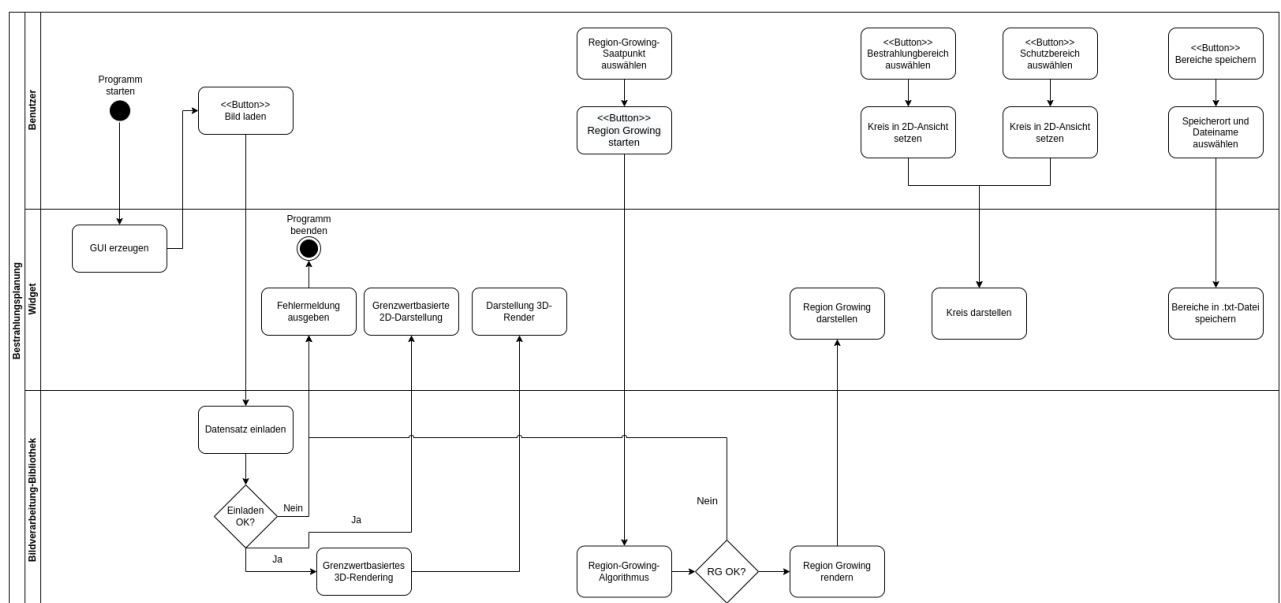 Bestrahlungsplanung
Benutzer
Programm
starten
<<Button>>
Bild laden
Region-Growing-
Saatpunkt
auswählen
<<Button>>
Region Growing
starten
<<Button>>
Bestrahlungbereich
auswählen
Kreis in 2D-Ansicht
setzen
<<Button>>
Schutzbereich
auswählen
Kreis in 2D-Ansicht
setzen
<<Button>>
Bereiche speichern
Speicherort und
Dateiname
auswählen
Widget
GUI erzeugen
Programm
beenden
Fehlermeldung
ausgeben
Grenzwertbasierte
2D-Darstellung
Darstellung 3D-
Render
Region Growing
darstellen
Kreis darstellen
Bereiche in .txt-Datei
speichern
Bildverarbeitung-Bibliothek
Datensatz einladen
Einladen
OK?
Nein
Ja
Ja
Grenzwertbasiertes
3D-Rendering
Region-Growing-
Algorithmus
RG OK?
Nein
Region Growing
rendern